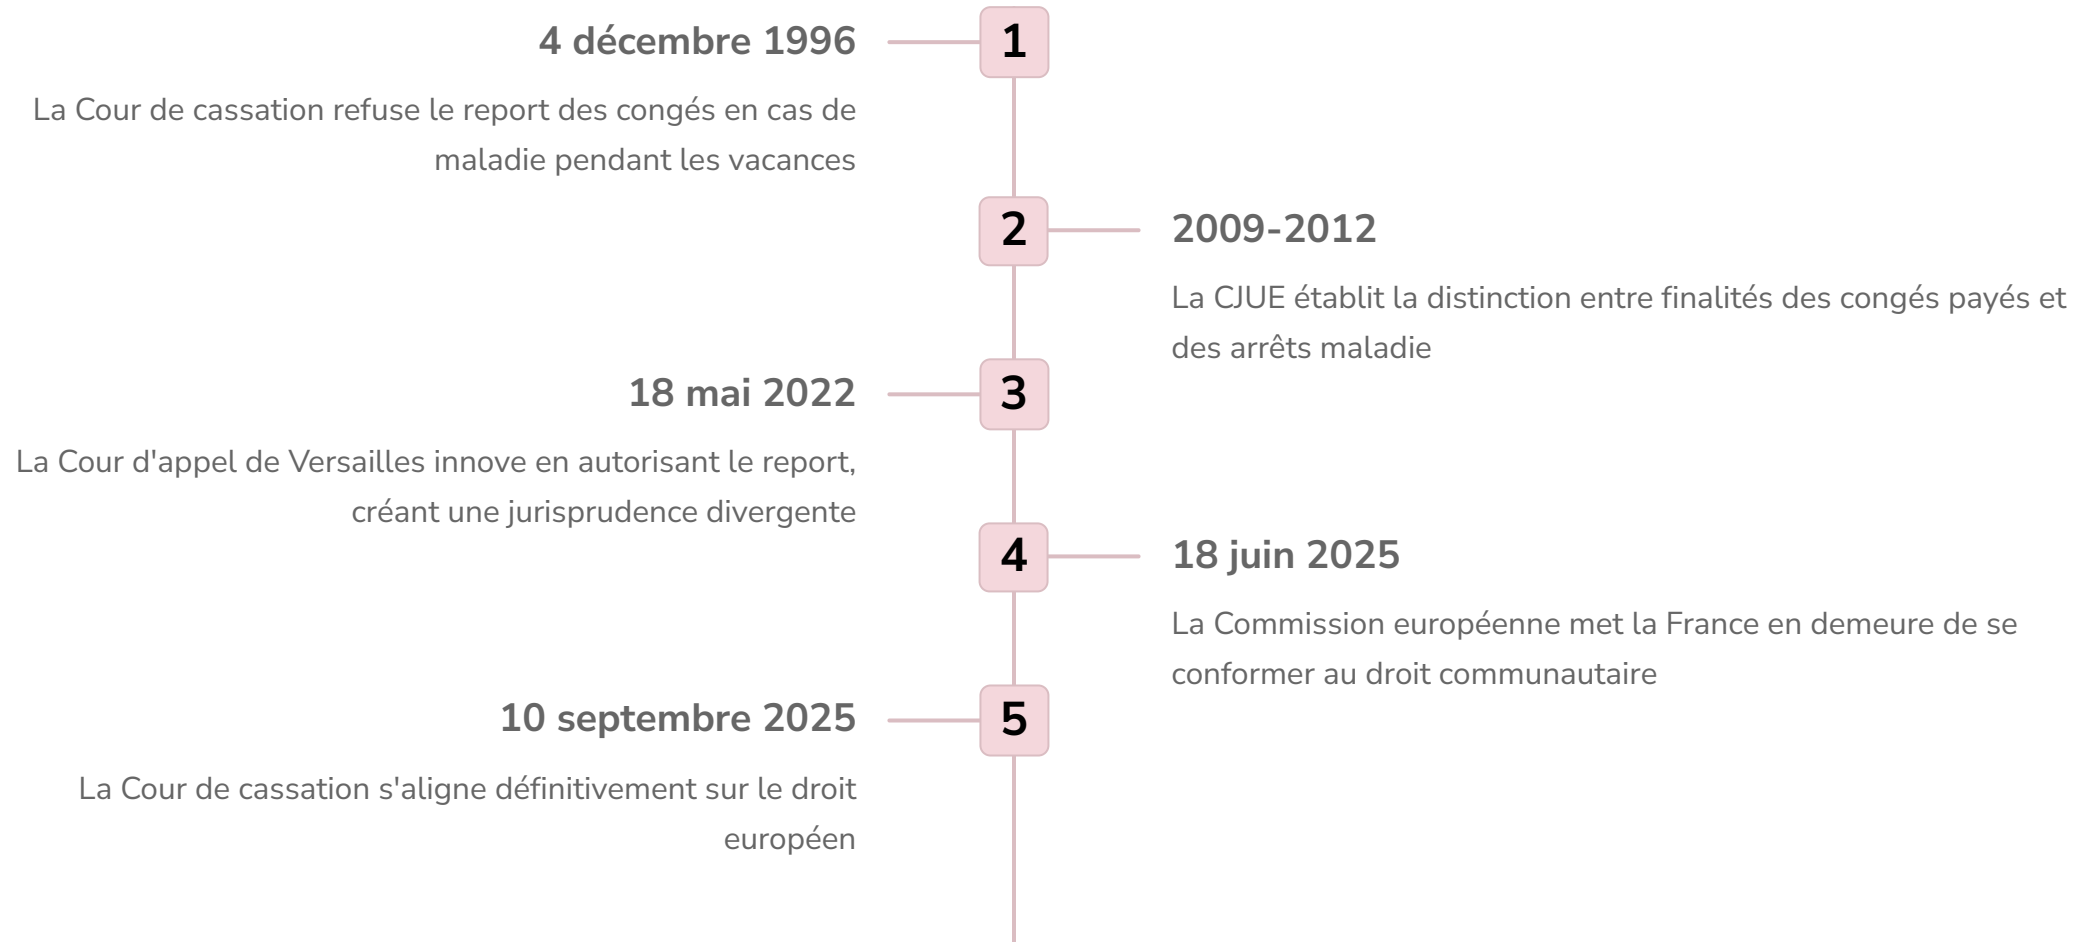 4 décembre 1996
1
La Cour de cassation refuse le report des congés en cas de
maladie pendant les vacances
2
2009-2012
La CJUE établit la distinction entre finalités des congés payés et
des arrêts maladie
18 mai 2022
3
La Cour d'appel de Versailles innove en autorisant le report,
créant une jurisprudence divergente
4
18 juin 2025
La Commission européenne met la France en demeure de se
conformer au droit communautaire
10 septembre 2025
5
La Cour de cassation s'aligne définitivement sur le droit
européen